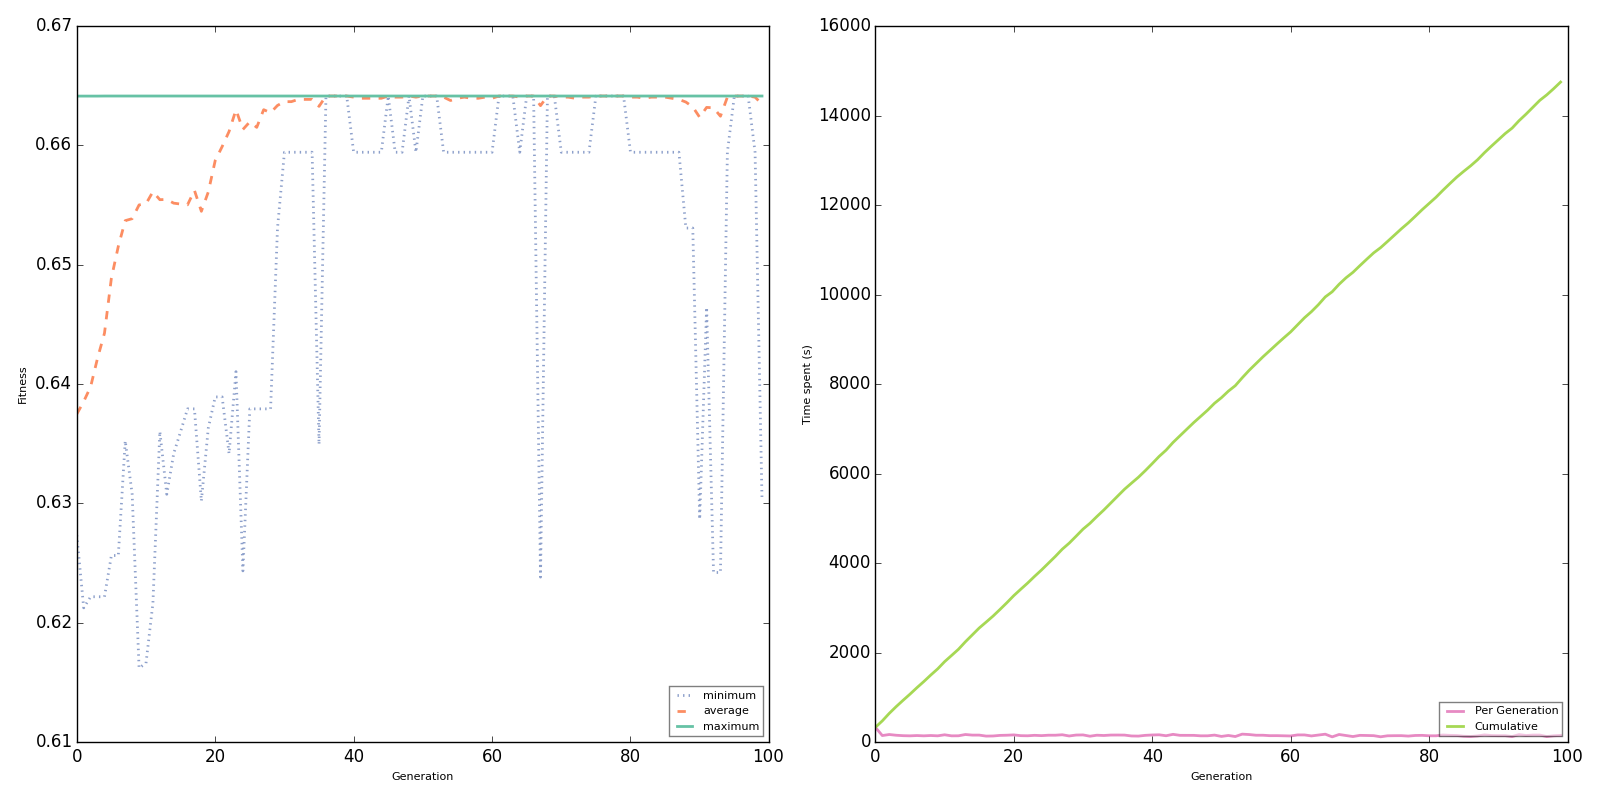 0.67
0.66
0.65
0.64
0.63
0.62
0.61
Fitness
0 20 40 60 80 100
Generation
minimum
average
maximum
16000
14000
12000
10000
8000
6000
4000
2000
0
Time spent (s)
0 20 40 60 80 100
Generation
Per Generation
Cumulative